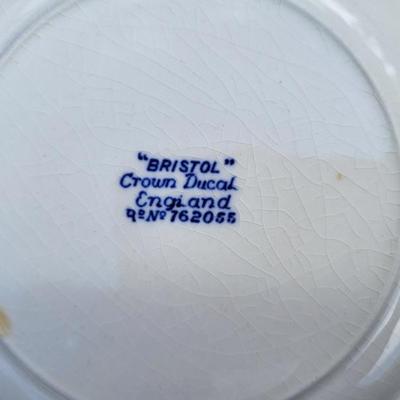 "BRISTOL"
Crown Ducal
England
Rd No 762055